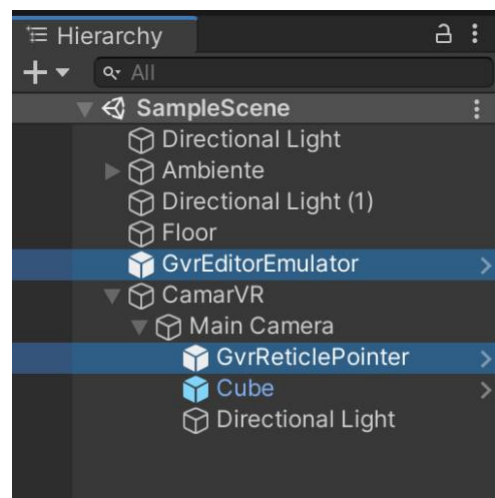 Hierarchy
All
SampleScene
Directional Light
Ambiente
Directional Light (1)
Floor
GvrEditorEmulator
CamarVR
Main Camera
GvrReticlePointer
Cube
Directional Light